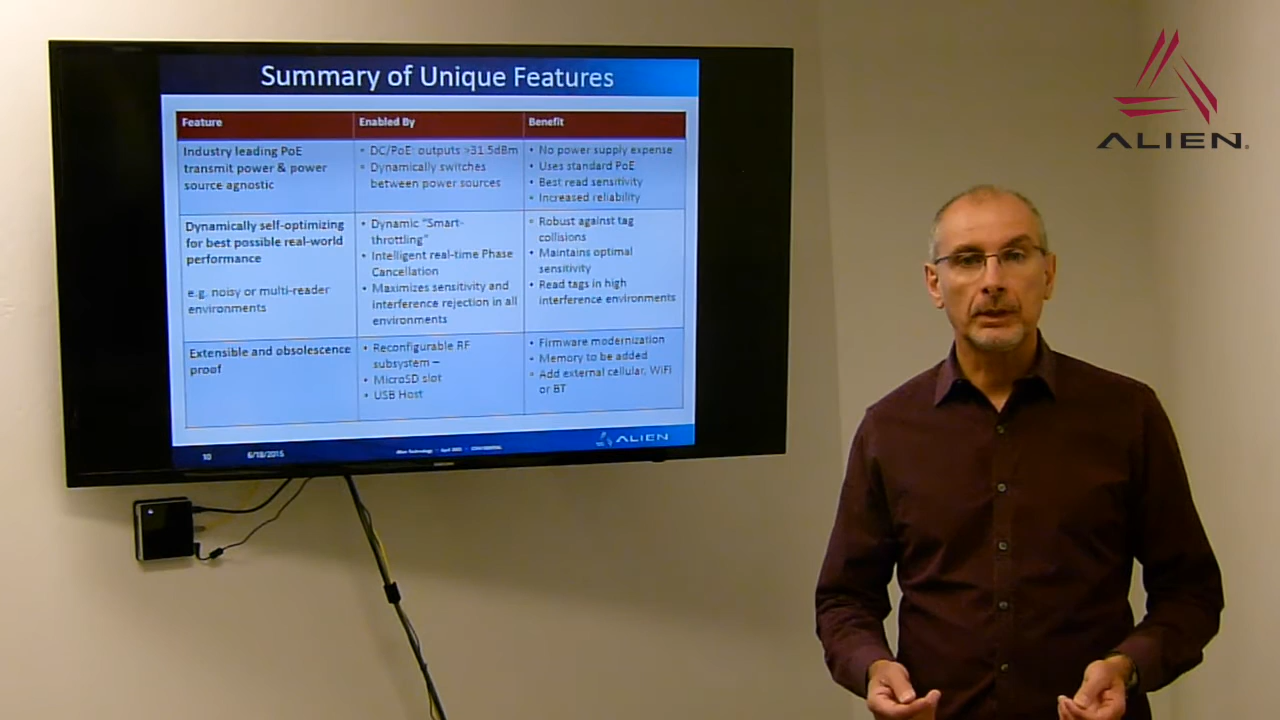 Summary of Unique Features
Feature
Enabled By
Benefit
Industry leading PoE
transmit power & power
source agnostic
• DC/PoE: outputs >31.5dBm
• Dynamically switches
between power sources
• No power supply expense
• Uses standard PoE
• Best read sensitivity
• Increased reliability
Dynamically self-optimizing
for best possible real-world
performance
e.g. noisy or multi-reader
environments
• Dynamic “Smart-
throttling”
• Intelligent real-time Phase
Cancellation
• Maximizes sensitivity and
interference rejection in all
environments
• Robust against tag
collisions
• Maintains optimal
sensitivity
• Read tags in high
interference environments
Extensible and obsolescence
proof
• Reconfigurable RF
subsystem –
• MicroSD slot
• USB Host
• Firmware modernization
• Memory to be added
• Add external cellular, WiFi
or BT
10
6/18/2015
Alien Technology
CONFIDENTIAL
ALIEN
ALIEN®